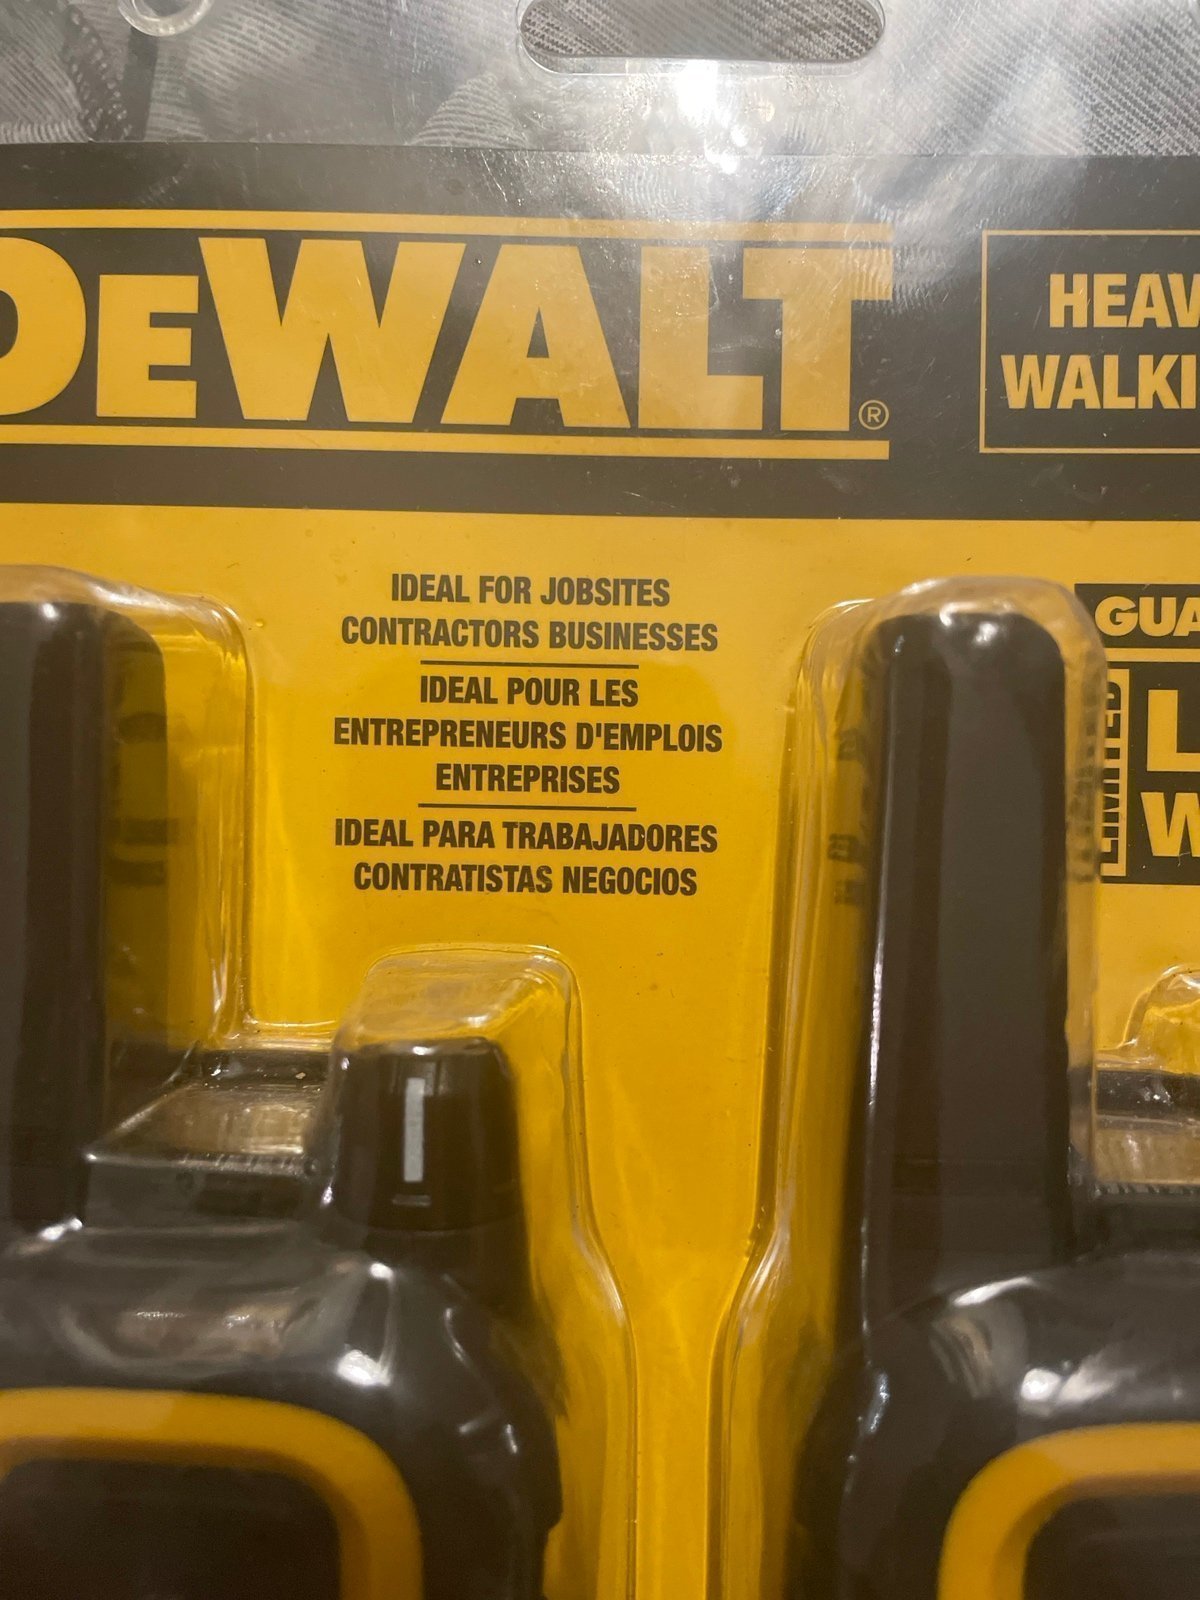 DEWALT®
HEAV
WALKI
IDEAL FOR JOBSITES
CONTRACTORS BUSINESSES
IDEAL POUR LES
ENTREPRENEURS D'EMPLOIS
ENTREPRISES
IDEAL PARA TRABAJADORES
CONTRATISTAS NEGOCIOS
GUA
LIMITED
L
W